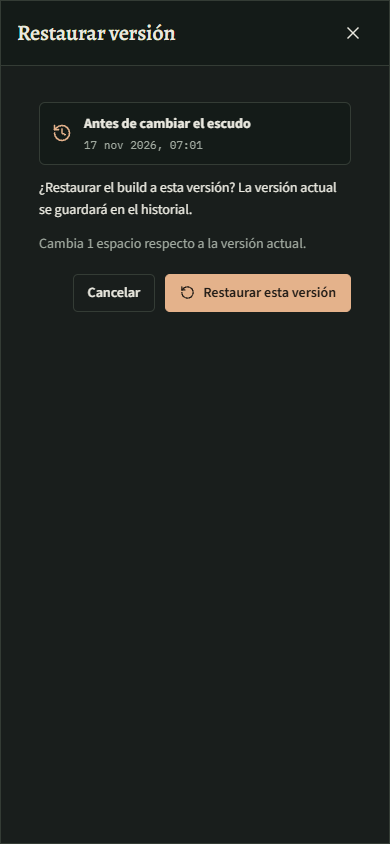 Restaurar versión
Antes de cambiar el escudo
17 nov 2026, 07:01
¿Restaurar el build a esta versión? La versión actual
se guardará en el historial.
Cambia 1 espacio respecto a la versión actual.
Cancelar
Restaurar esta versión